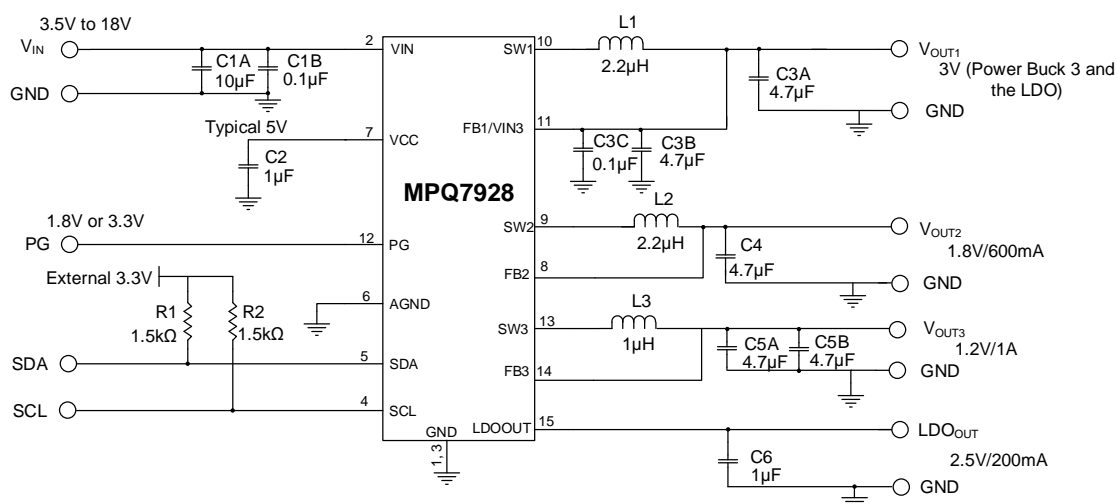 3.5V to 18V
VIN
GND
C1A
10µF
C1B
0.1µF
2
VIN
Typical 5V
C2
1µF
7
VCC
1.8V or 3.3V
PG
12
PG
External 3.3V
R1
1.5kΩ
R2
1.5kΩ
6
AGND
SDA
5
SDA
SCL
4
SCL
MPQ7928
GND
1, 3
SW1
10
L1
2.2µH
FB1/VIN3
11
C3C
0.1µF
C3B
4.7µF
C3A
4.7µF
VOUT1
3V (Power Buck 3 and
the LDO)
GND
SW2
9
L2
2.2µH
FB2
8
C4
4.7µF
VOUT2
1.8V/600mA
GND
SW3
13
L3
1µH
FB3
14
C5A
4.7µF
C5B
4.7µF
VOUT3
1.2V/1A
GND
LDOOUT
15
C6
1µF
LDOOUT
2.5V/200mA
GND